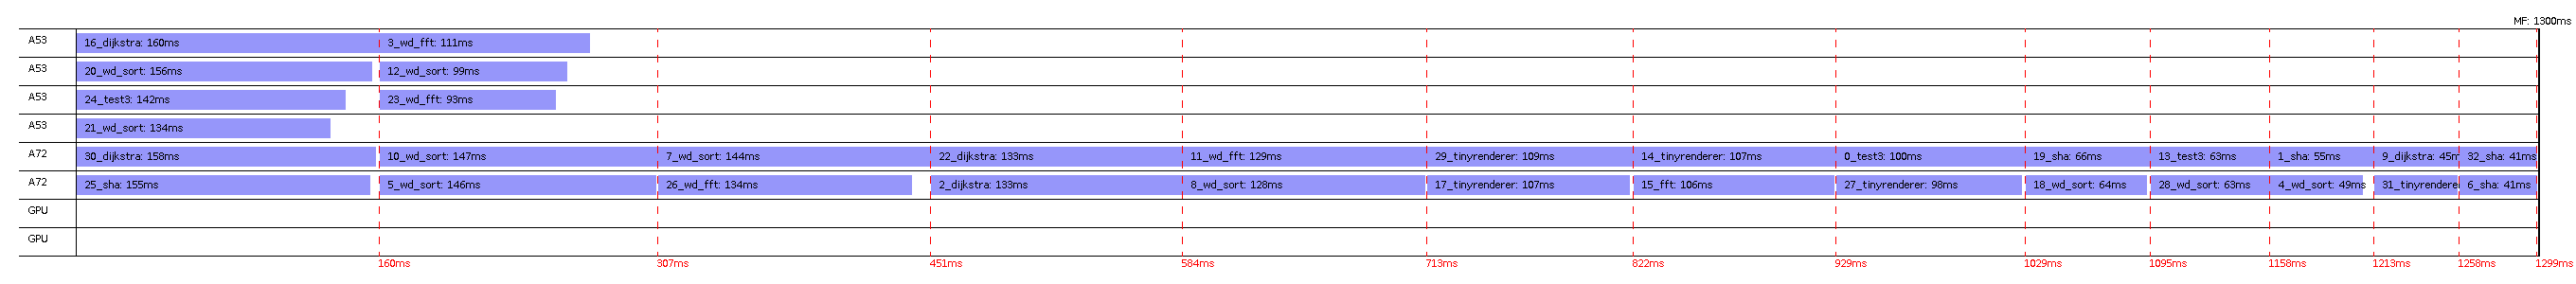 MF: 1300ms
A53 16_dijkstra: 160ms 3_wd_fft: 111ms
A53 20_wd_sort: 156ms 12_wd_sort: 99ms
A53 24_test3: 142ms 23_wd_fft: 93ms
A53 21_wd_sort: 134ms
A72 30_dijkstra: 158ms 10_wd_sort: 147ms 7_wd_sort: 144ms 22_dijkstra: 133ms 11_wd_fft: 129ms 29_tinyrenderer: 109ms 14_tinyrenderer: 107ms 0_test3: 100ms 19_sha: 66ms 13_test3: 63ms 1_sha: 55ms 9_dijkstra: 45m 32_sha: 41ms
A72 25_sha: 155ms 5_wd_sort: 146ms 26_wd_fft: 134ms 2_dijkstra: 133ms 8_wd_sort: 128ms 17_tinyrenderer: 107ms 15_fft: 106ms 27_tinyrenderer: 98ms 18_wd_sort: 64ms 28_wd_sort: 63ms 4_wd_sort: 49ms 31_tinyrendere 6_sha: 41ms
GPU
GPU
160ms 307ms 451ms 584ms 713ms 822ms 929ms 1029ms 1095ms 1158ms 1213ms 1258ms 1299ms